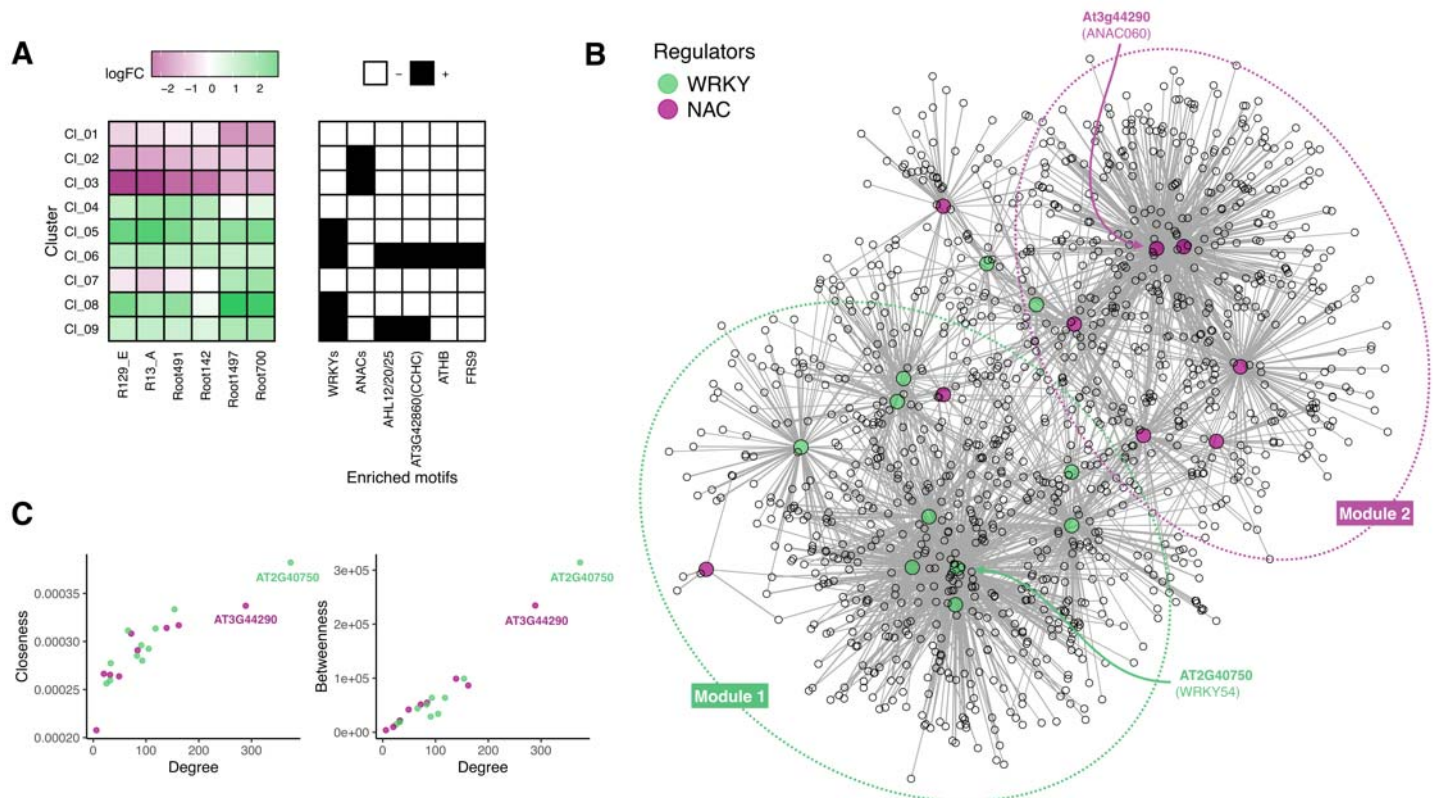 A
logFC
-2 -1 0 1 2
- +
Cluster
Cl_01
Cl_02
Cl_03
Cl_04
Cl_05
Cl_06
Cl_07
Cl_08
Cl_09
R129_E
R13_A
Root491
Root142
Root1497
Root700
WRKYs
ANACs
AHL12/20/25
AT3G42860(CCHC)
ATHB
FRS9
Enriched motifs
B
Regulators
WRKY
NAC
At3g44290
(ANAC060)
Module 2
Module 1
AT2G40750
(WRKY54)
C
Closeness
0.00035
0.00030
0.00025
0.00020
AT2G40750
AT3G44290
0 100 200 300
Degree
Betweenness
3e+05
2e+05
1e+05
0e+00
AT2G40750
AT3G44290
0 100 200 300
Degree